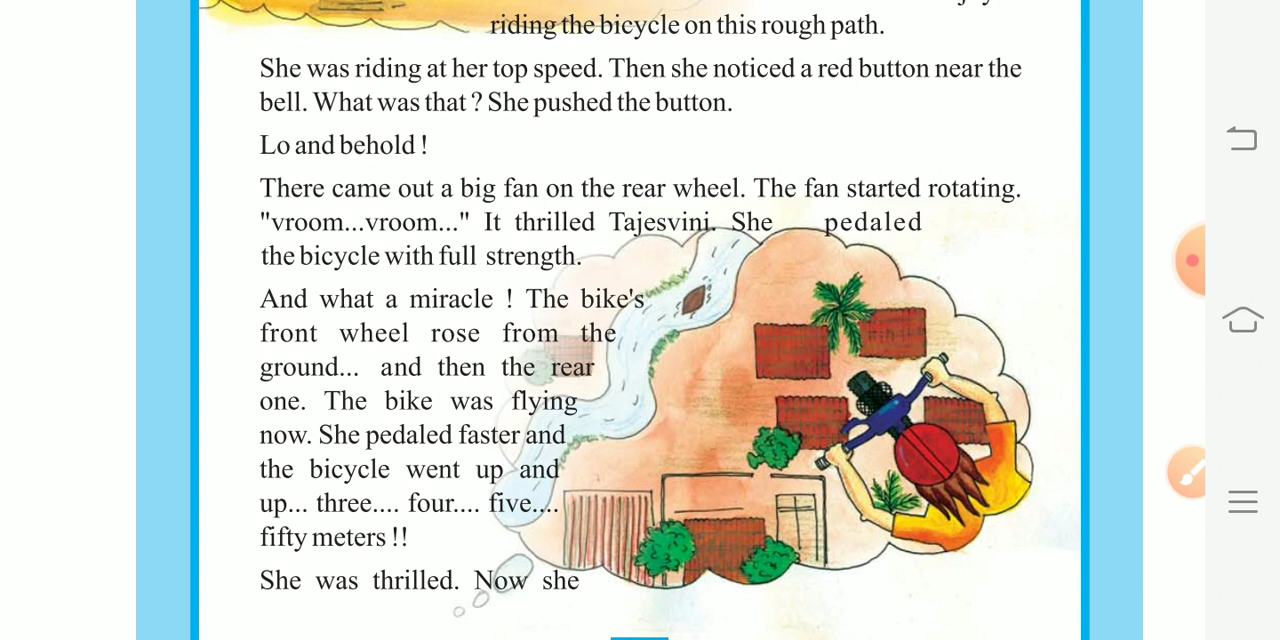 riding the bicycle on this rough path.
She was riding at her top speed. Then she noticed a red button near the
bell. What was that ? She pushed the button.
Lo and behold !
There came out a big fan on the rear wheel. The fan started rotating.
"vroom...vroom..." It thrilled Tajesvini. She pedaled
the bicycle with full strength.
And what a miracle ! The bike's
front wheel rose from the
ground... and then the rear
one. The bike was flying
now. She pedaled faster and
the bicycle went up and
up... three.... four.... five....
fifty meters !!
She was thrilled. Now she